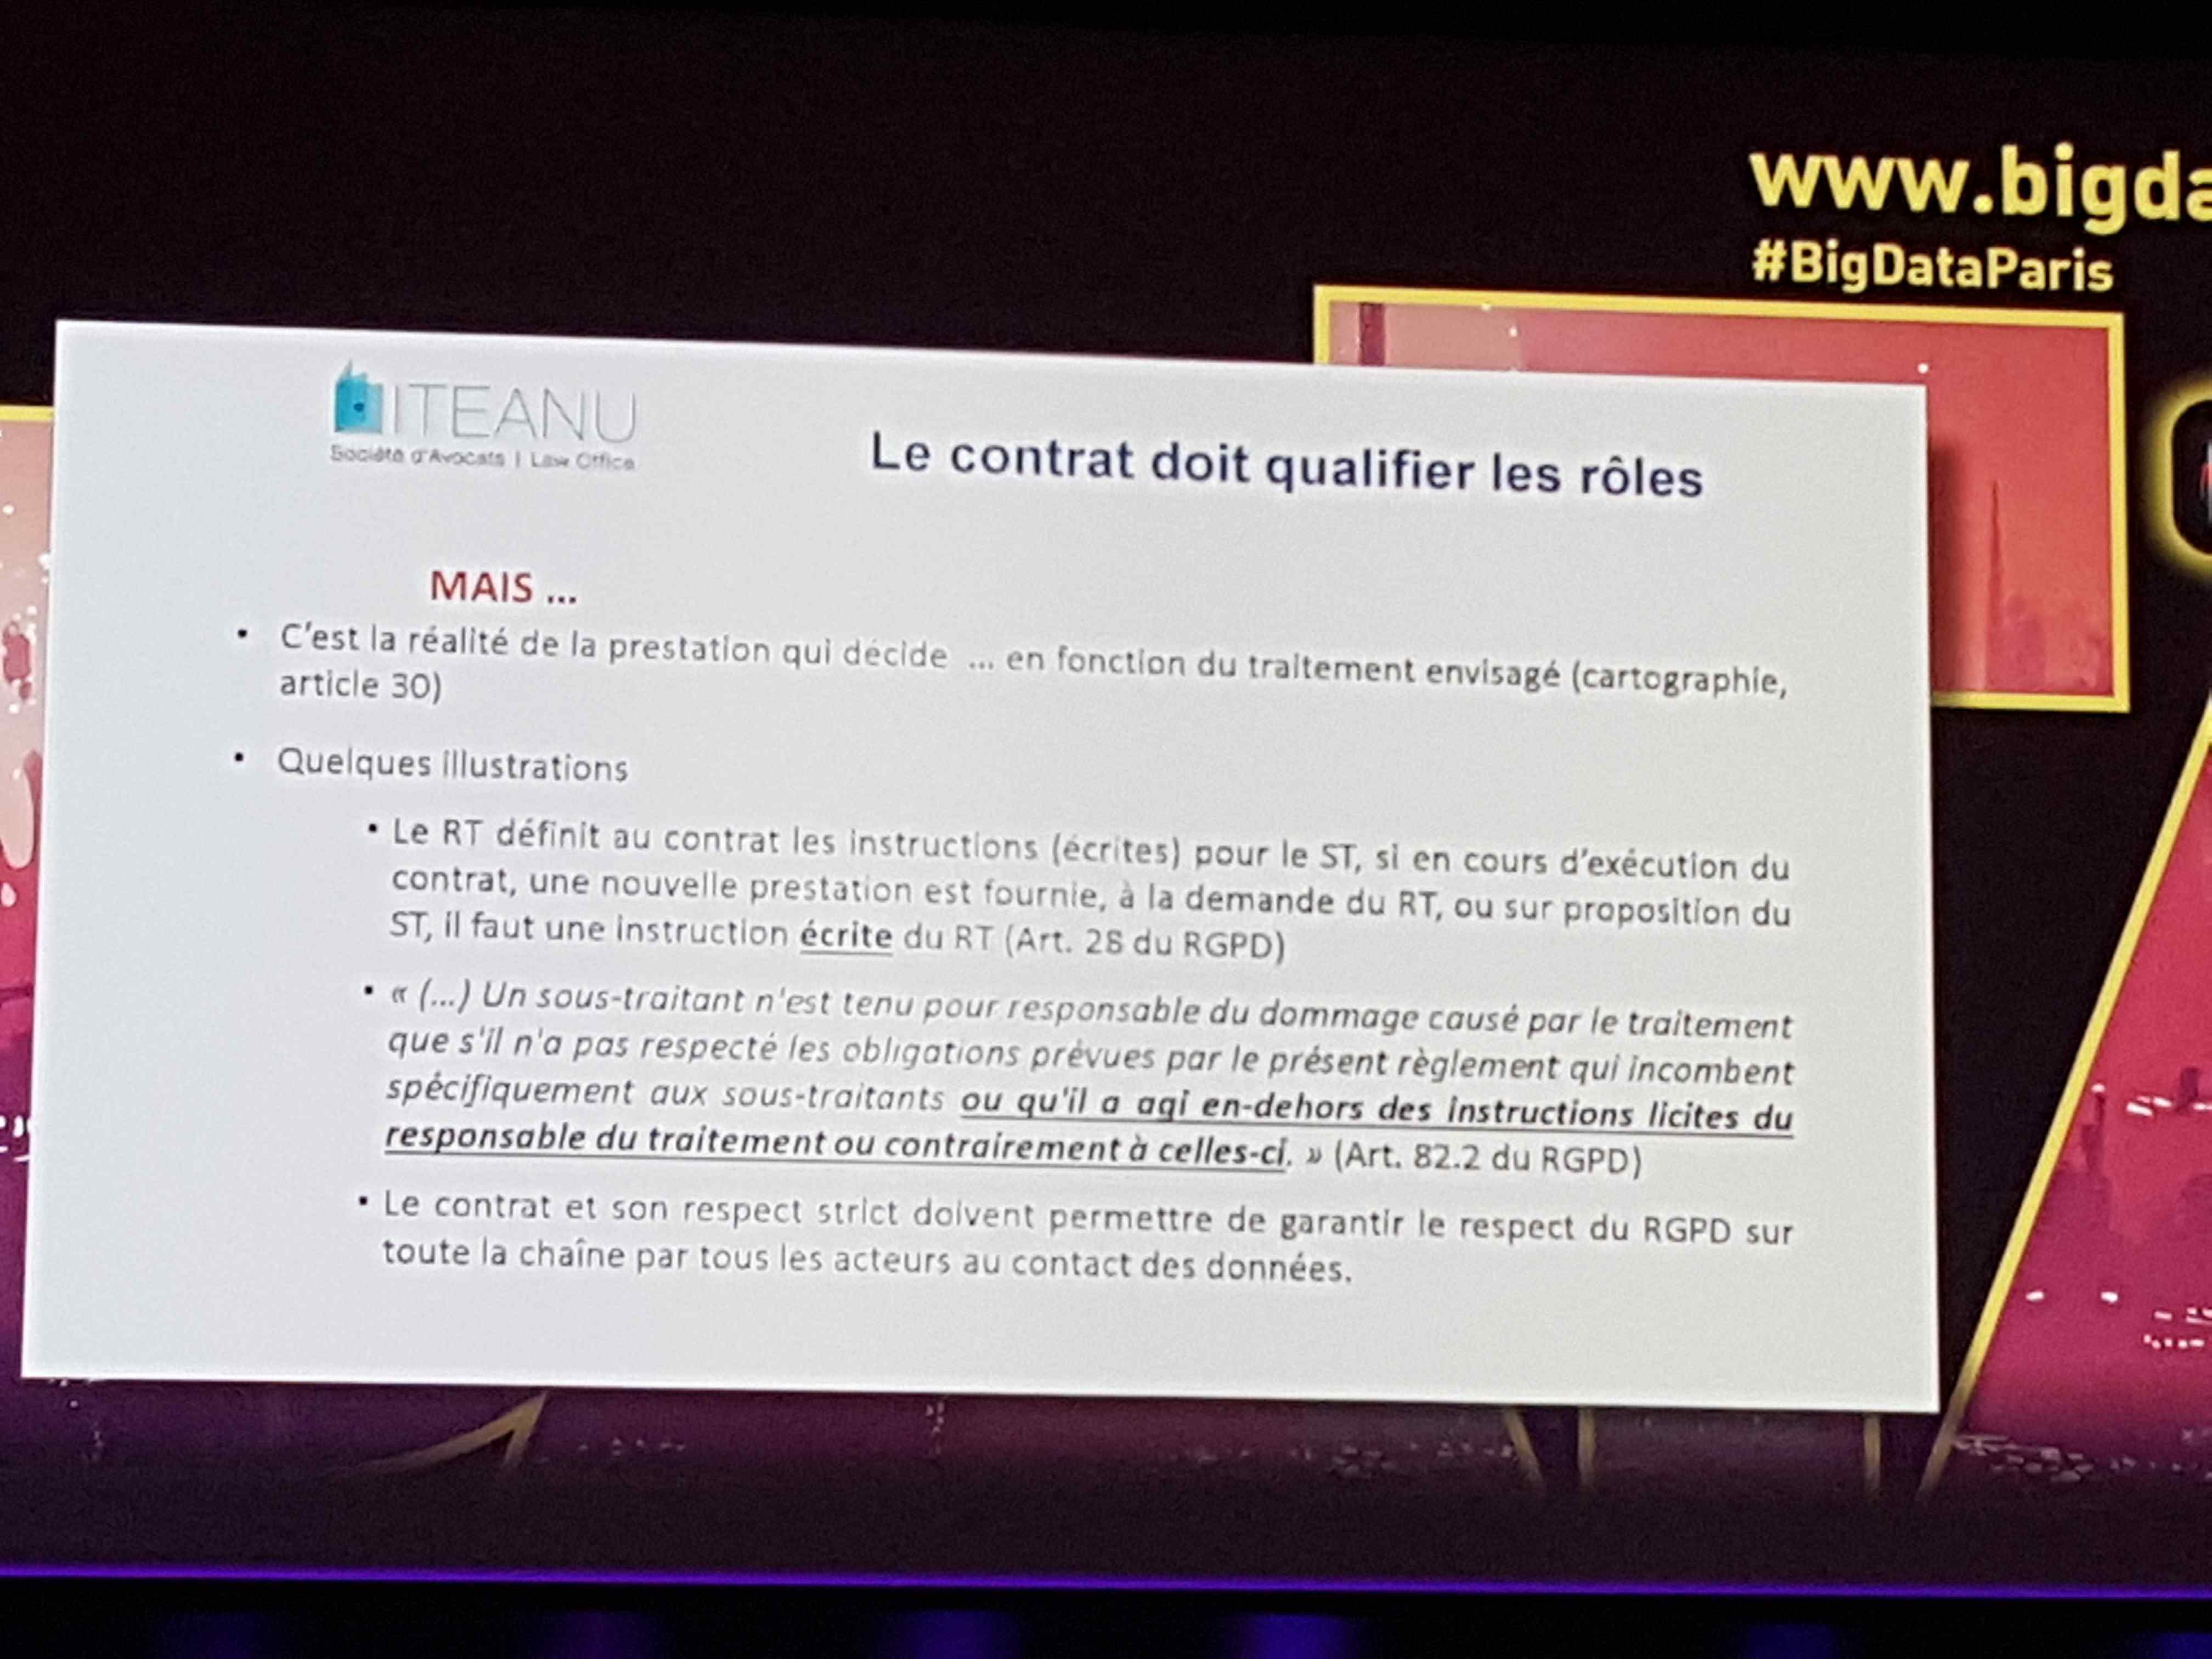 www.bigda
#BigDataParis
ITEANU
Société d'Avocats | Law Office
Le contrat doit qualifier les rôles
MAIS ...
• C'est la réalité de la prestation qui décide ... en fonction du traitement envisagé (cartographie,
article 30)
• Quelques illustrations
• Le RT définit au contrat les instructions (écrites) pour le ST, si en cours d'exécution du
contrat, une nouvelle prestation est fournie, à la demande du RT, ou sur proposition du
ST, il faut une instruction écrite du RT (Art. 28 du RGPD)
• « (...) Un sous-traitant n'est tenu pour responsable du dommage causé par le traitement
que s'il n'a pas respecté les obligations prévues par le présent règlement qui incombent
spécifiquement aux sous-traitants ou qu'il a agi en-dehors des instructions licites du
responsable du traitement ou contrairement à celles-ci. » (Art. 82.2 du RGPD)
• Le contrat et son respect strict doivent permettre de garantir le respect du RGPD sur
toute la chaîne par tous les acteurs au contact des données.